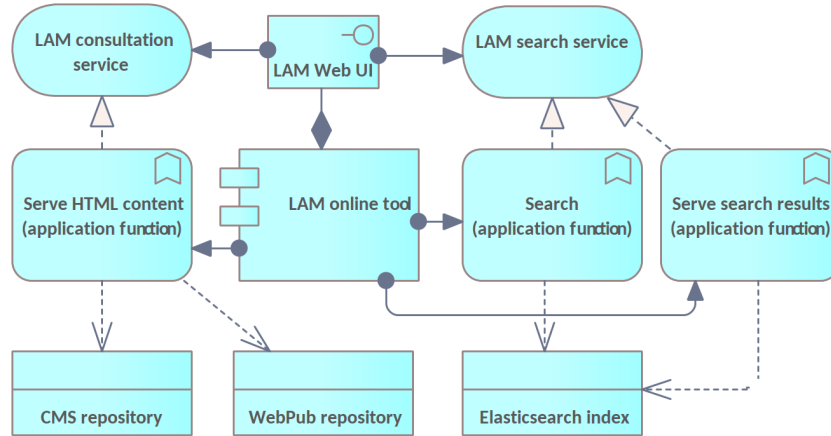 LAM consultation
service
LAM Web UI
LAM search service
Serve HTML content
(application function)
LAM online tool
Search
(application function)
Serve search results
(application function)
CMS repository
WebPub repository
Elasticsearch index